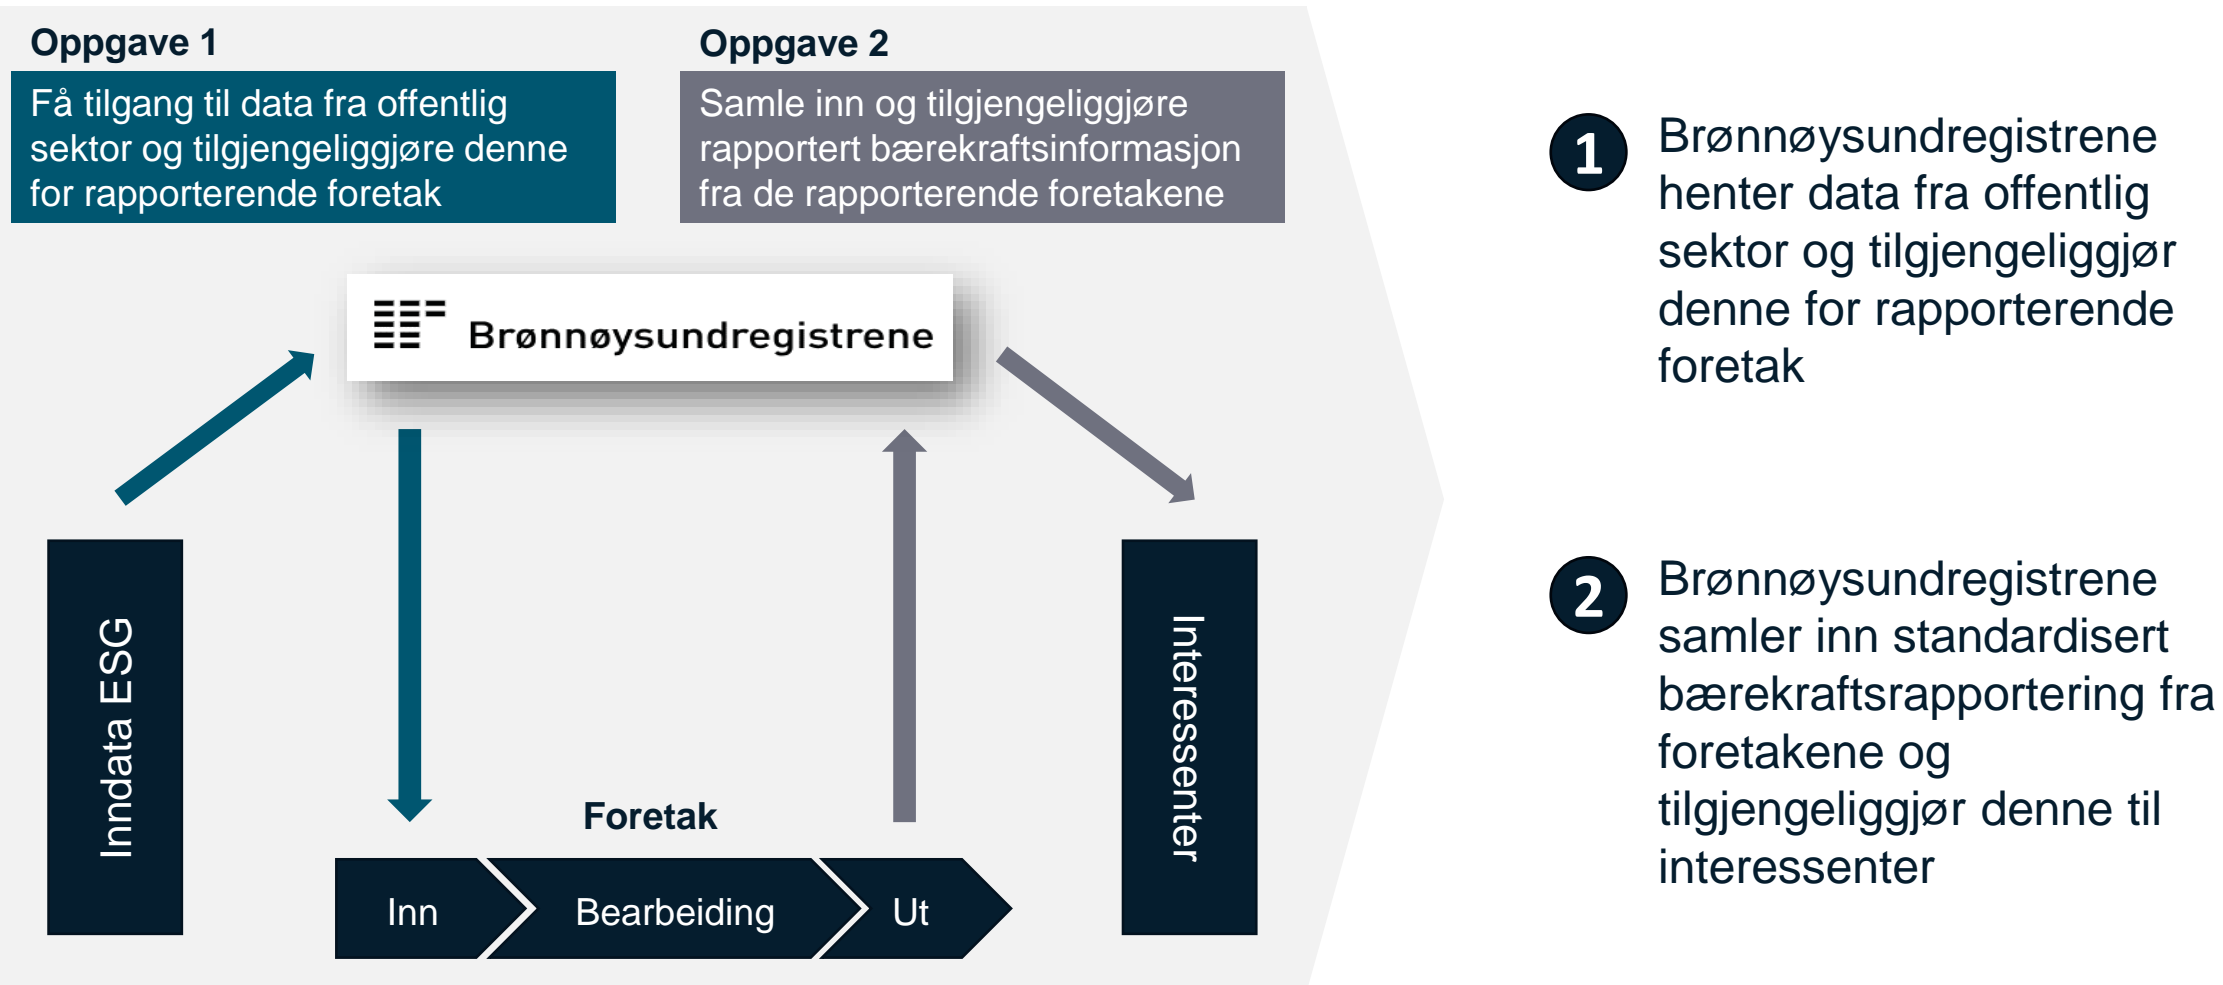 Oppgave 1
Få tilgang til data fra offentlig
sektor og tilgjengeliggjøre denne
for rapporterende foretak
Oppgave 2
Samle inn og tilgjengeliggjøre
rapportert bærekraftsinformasjon
fra de rapporterende foretakene
Brønnøysundregistrene
Inndata ESG
Foretak
Inn
Bearbeiding
Ut
Interessenter
1
Brønnøysundregistrene
henter data fra offentlig
sektor og tilgjengeliggjør
denne for rapporterende
foretak
2
Brønnøysundregistrene
samler inn standardisert
bærekraftsrapportering fra
foretakene og
tilgjengeliggjør denne til
interessenter